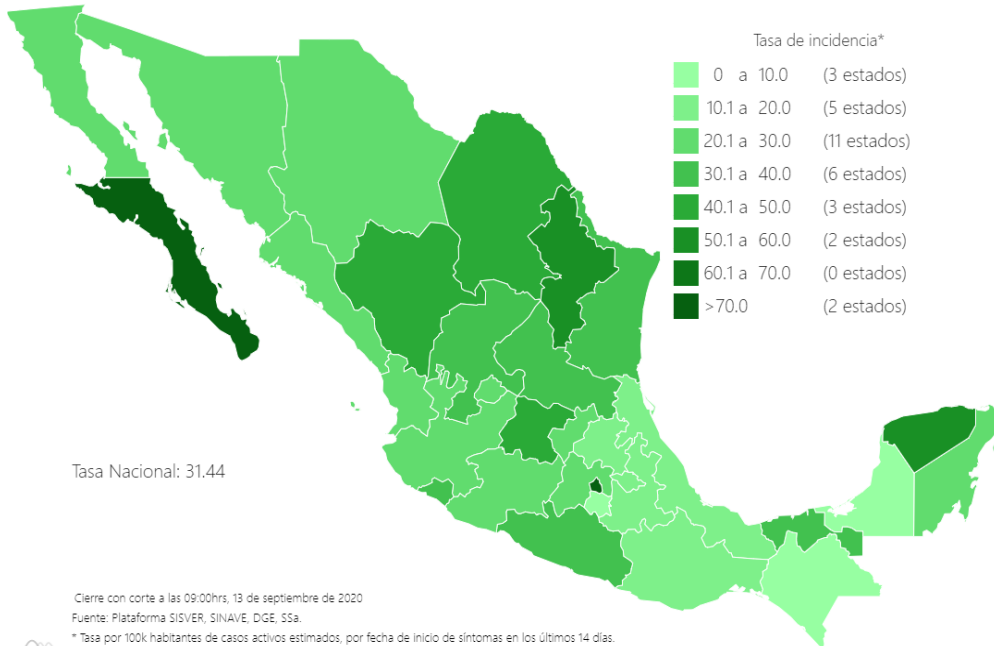 Tasa de incidencia*
0 a 10.0 (3 estados)
10.1 a 20.0 (5 estados)
20.1 a 30.0 (11 estados)
30.1 a 40.0 (6 estados)
40.1 a 50.0 (3 estados)
50.1 a 60.0 (2 estados)
60.1 a 70.0 (0 estados)
>70.0 (2 estados)
Tasa Nacional: 31.44
Cierre con corte a las 09:00hrs, 13 de septiembre de 2020
Fuente: Plataforma SISVER, SINAVE, DGE, SSa.
* Tasa por 100k habitantes de casos activos estimados, por fecha de inicio de síntomas en los últimos 14 días.